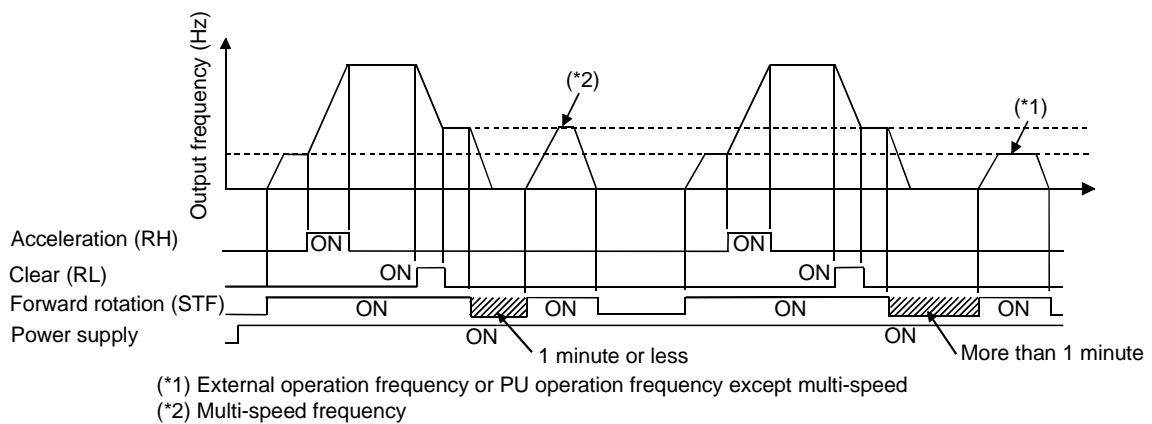 Output frequency (Hz)
(*2)
(*1)
Acceleration (RH)
ON
ON
Clear (RL)
ON
ON
Forward rotation (STF)
ON
ON
ON
ON
Power supply
ON
ON
1 minute or less
More than 1 minute
(*1) External operation frequency or PU operation frequency except multi-speed
(*2) Multi-speed frequency